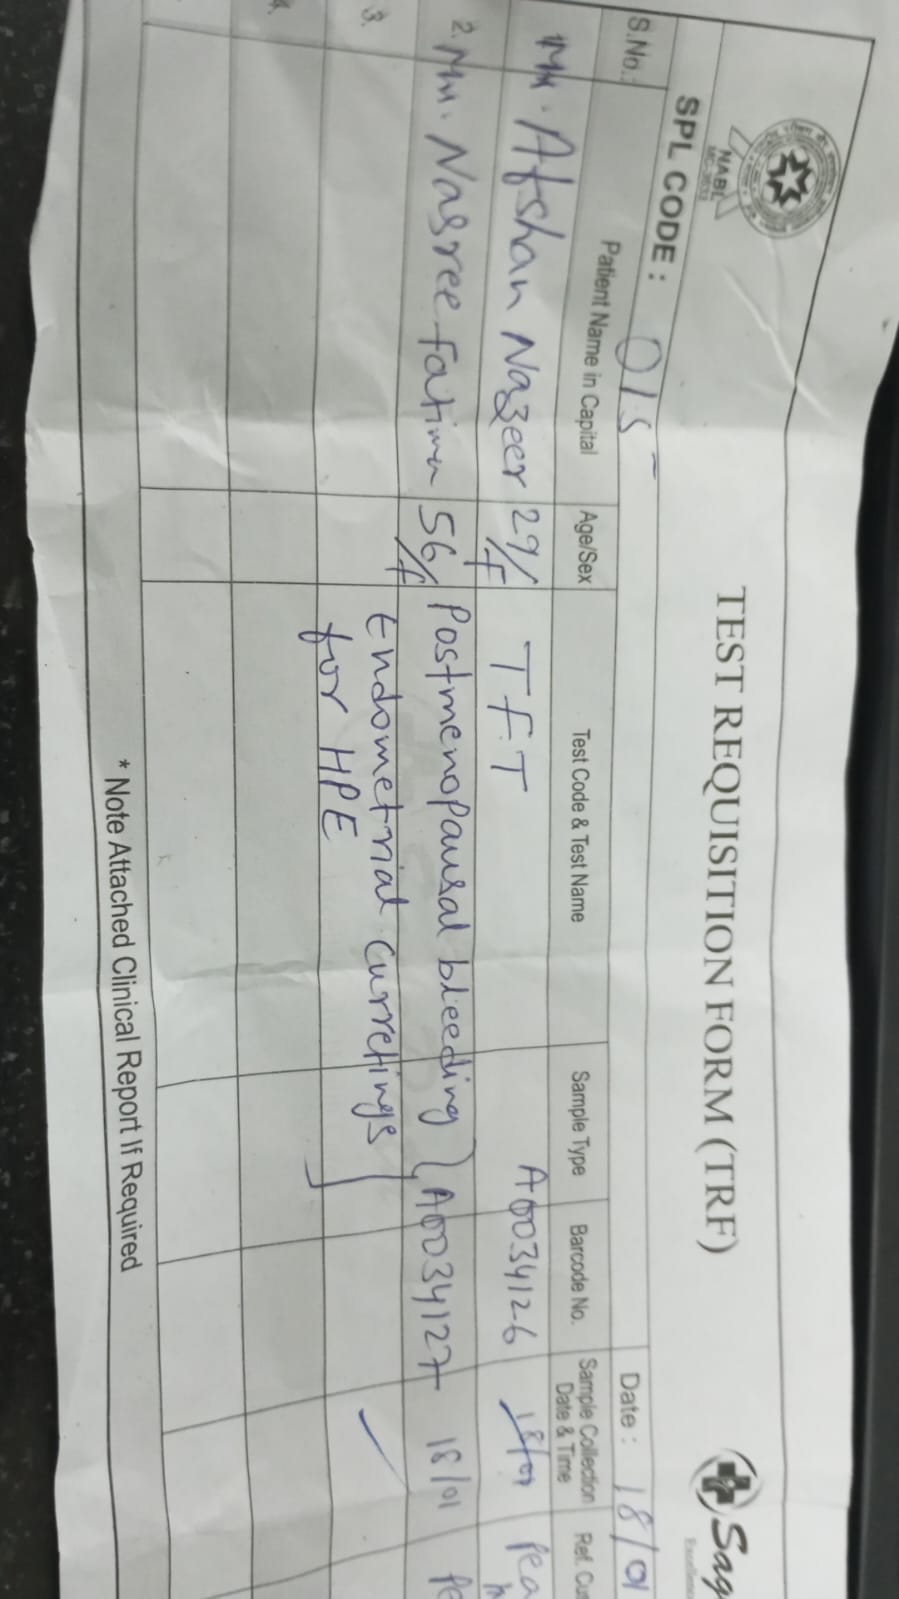 TEST REQUISITION FORM (TRF)
NABL
SPL CODE : 015
Date : 18/01
S.No.: Patient Name in Capital Age/Sex Test Code & Test Name Sample Type Barcode No. Sample Collection Date & Time Ref. Cus
Afshan Nazeer 29/F TFT A0034126 18/01
2. Nasree fatima 56/F Postmenopausal bleeding A0034127 18/01
3. Endometrial curretings
for HPE
4.
* Note Attached Clinical Report If Required